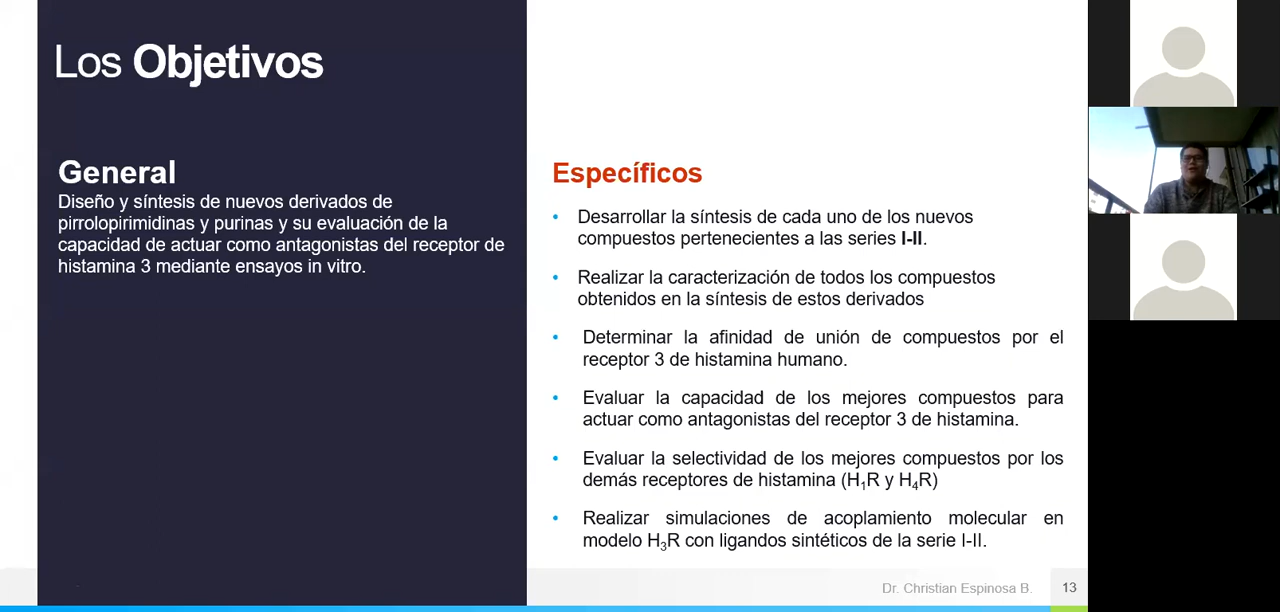 Los Objetivos
General
Diseño y síntesis de nuevos derivados de
pirrolopirimidinas y purinas y su evaluación de la
capacidad de actuar como antagonistas del receptor de
histamina 3 mediante ensayos in vitro.
Específicos
• Desarrollar la síntesis de cada uno de los nuevos
compuestos pertenecientes a las series I-II.
• Realizar la caracterización de todos los compuestos
obtenidos en la síntesis de estos derivados
• Determinar la afinidad de unión de compuestos por el
receptor 3 de histamina humano.
• Evaluar la capacidad de los mejores compuestos para
actuar como antagonistas del receptor 3 de histamina.
• Evaluar la selectividad de los mejores compuestos por los
demás receptores de histamina (H₁R y H₄R)
• Realizar simulaciones de acoplamiento molecular en
modelo H₃R con ligandos sintéticos de la serie I-II.
Dr. Christian Espinosa B.
13